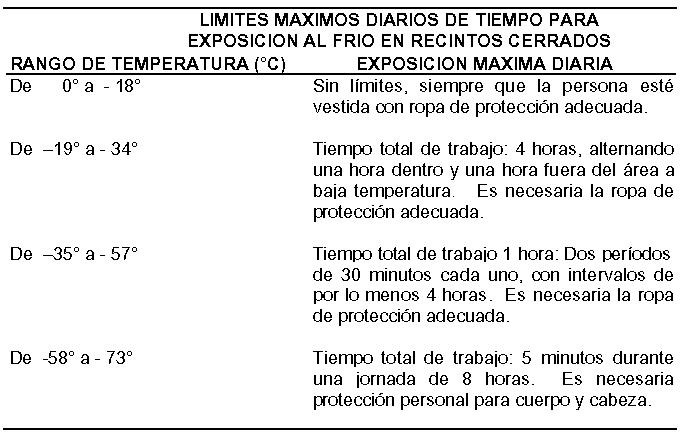 LIMITES MAXIMOS DIARIOS DE TIEMPO PARA
EXPOSICION AL FRIO EN RECINTOS CERRADOS
RANGO DE TEMPERATURA (°C) EXPOSICION MAXIMA DIARIA
De 0° a - 18° Sin límites, siempre que la persona esté
vestida con ropa de protección adecuada.
De –19° a - 34° Tiempo total de trabajo: 4 horas, alternando
una hora dentro y una hora fuera del área a
baja temperatura. Es necesaria la ropa de
protección adecuada.
De –35° a - 57° Tiempo total de trabajo 1 hora: Dos períodos
de 30 minutos cada uno, con intervalos de
por lo menos 4 horas. Es necesaria la ropa
de protección adecuada.
De -58° a - 73° Tiempo total de trabajo: 5 minutos durante
una jornada de 8 horas. Es necesaria
protección personal para cuerpo y cabeza.